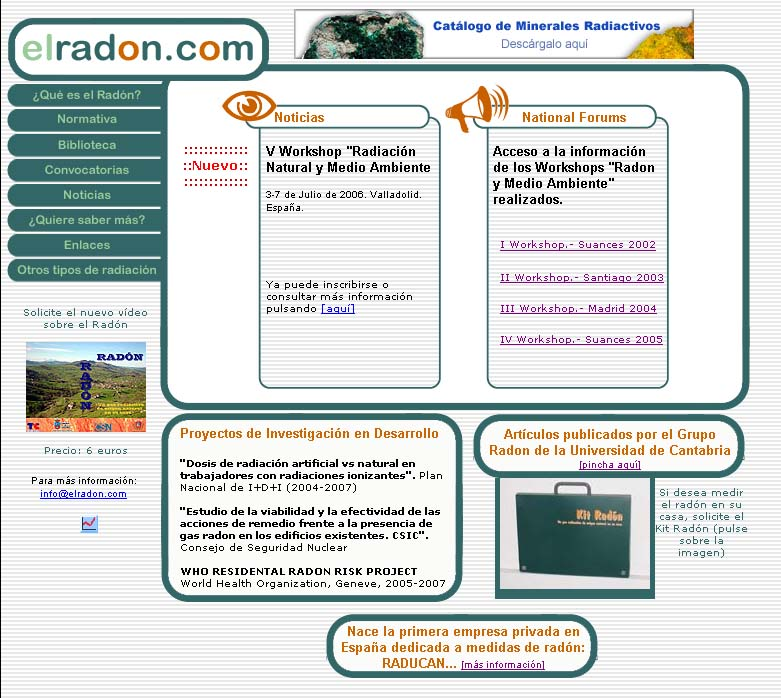 elradon.com
Catálogo de Minerales Radiactivos
Descárgalo aquí
¿Qué es el Radón?
Normativa
Biblioteca
Convocatorias
Noticias
¿Quiere saber más?
Enlaces
Otros tipos de radiación
Solicite el nuevo vídeo
sobre el Radón
RADÓN
RADON
Precio: 6 euros
Para más información:
info@elradon.com
::Nuevo::
Noticias
V Workshop "Radiación
Natural y Medio Ambiente
3-7 de Julio de 2006. Valladolid.
España.
Ya puede inscribirse o
consultar más información
pulsando [aquí]
National Forums
Acceso a la información
de los Workshops "Radon
y Medio Ambiente"
realizados.
I Workshop.- Suances 2002
II Workshop.- Santiago 2003
III Workshop.- Madrid 2004
IV Workshop.- Suances 2005
Proyectos de Investigación en Desarrollo
"Dosis de radiación artificial vs natural en
trabajadores con radiaciones ionizantes". Plan
Nacional de I+D+I (2004-2007)
"Estudio de la viabilidad y la efectividad de las
acciones de remedio frente a la presencia de
gas radon en los edificios existentes. CSIC".
Consejo de Seguridad Nuclear
WHO RESIDENTAL RADON RISK PROJECT
World Health Organization, Geneve, 2005-2007
Artículos publicados por el Grupo
Radon de la Universidad de Cantabria
[pincha aquí]
Kit Radón
Si desea medir
el radón en su
casa, solicite el
Kit Radón (pulse
sobre la
imagen)
Nace la primera empresa privada en
España dedicada a medidas de radón:
RADUCAN... [más información]